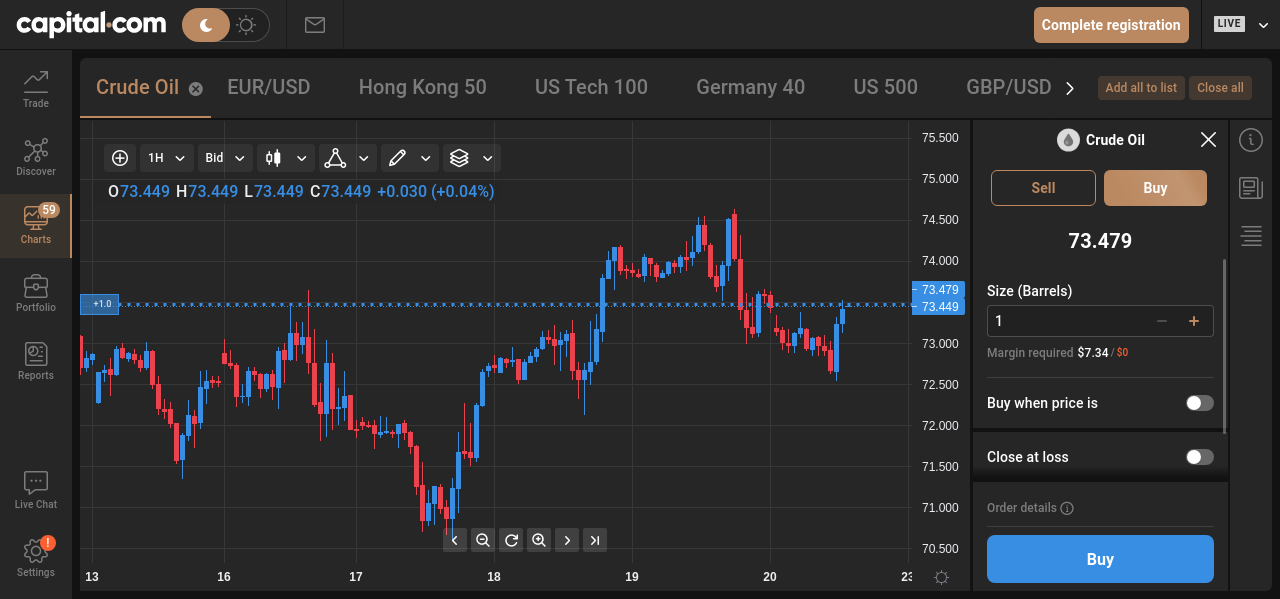 capital.com
Complete registration
LIVE
Trade
Discover
59
Charts
Portfolio
Reports
Live Chat
!
Settings
Crude Oil
EUR/USD
Hong Kong 50
US Tech 100
Germany 40
US 500
GBP/USD
Add all to list
Close all
1H
Bid
O73.449 H73.449 L73.449 C73.449 +0.030 (+0.04%)
+1.0
75.500
75.000
74.500
74.000
73.479
73.449
73.000
72.500
72.000
71.500
71.000
70.500
13 16 17 18 19 20 23
Crude Oil
Sell
Buy
73.479
Size (Barrels)
1
Margin required $7.34 / $0
Buy when price is
Close at loss
Order details
Buy